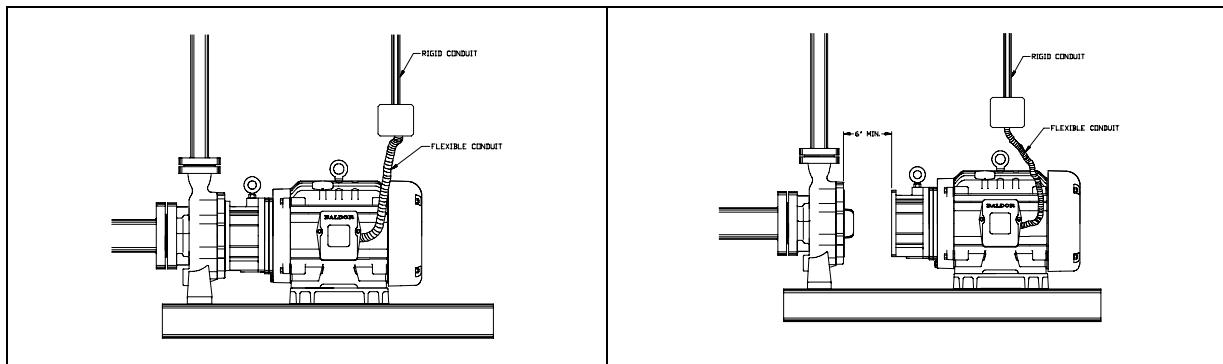 RIGID CONDUIT
FLEXIBLE CONDUIT
BALDOR
RIGID CONDUIT
6" MIN.
FLEXIBLE CONDUIT
BALDOR